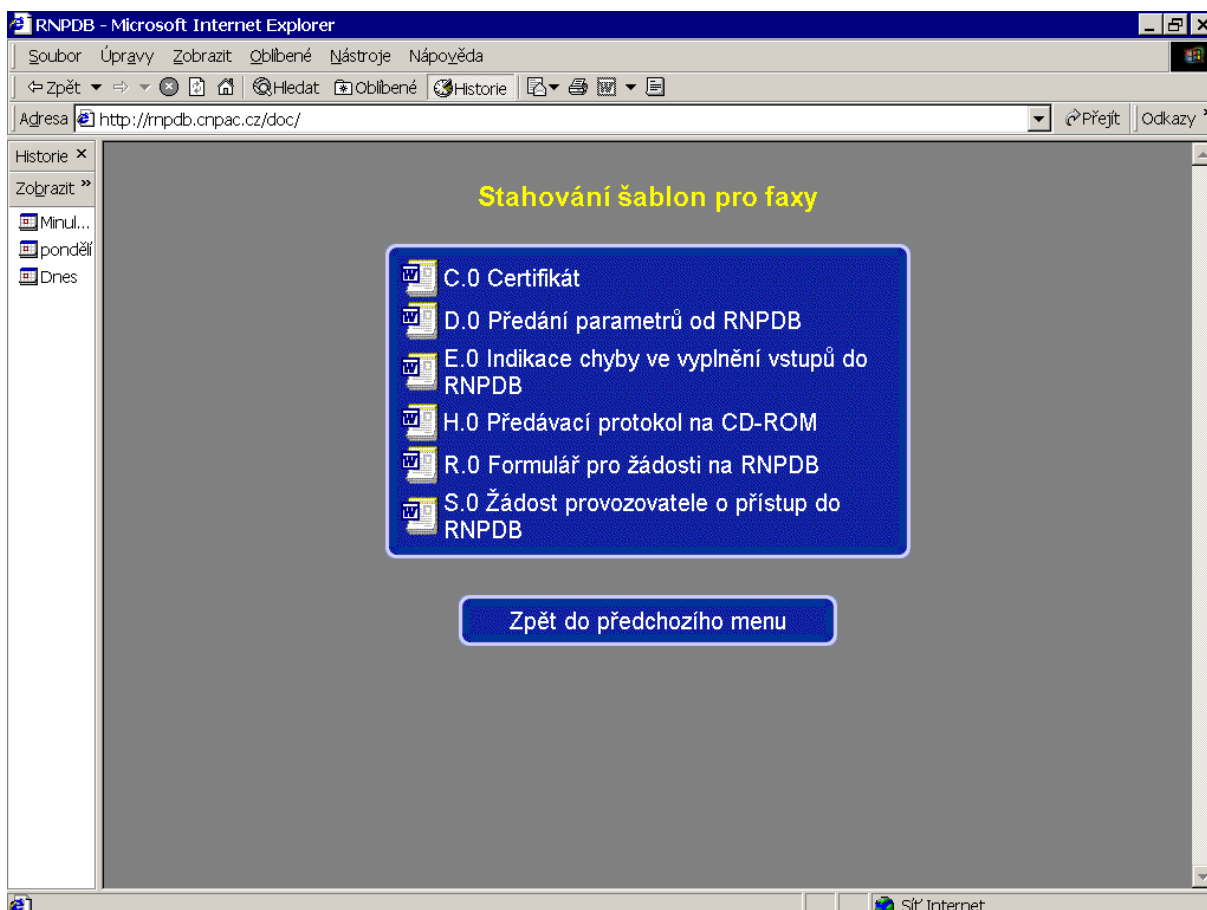 RNPDB - Microsoft Internet Explorer
Soubor Úpravy Zobrazit Oblíbené Nástroje Nápověda
Zpět Hledat Oblíbené Historie
Adresa http://rnpdb.cnpac.cz/doc/ Přejít Odkazy
Historie
Zobrazit
Minul...
pondělí
Dnes
Stahování šablon pro faxy
C.0 Certifikát
D.0 Předání parametrů od RNPDB
E.0 Indikace chyby ve vyplnění vstupů do
RNPDB
H.0 Předávací protokol na CD-ROM
R.0 Formulář pro žádosti na RNPDB
S.0 Žádost provozovatele o přístup do
RNPDB
Zpět do předchozího menu
Síť Internet